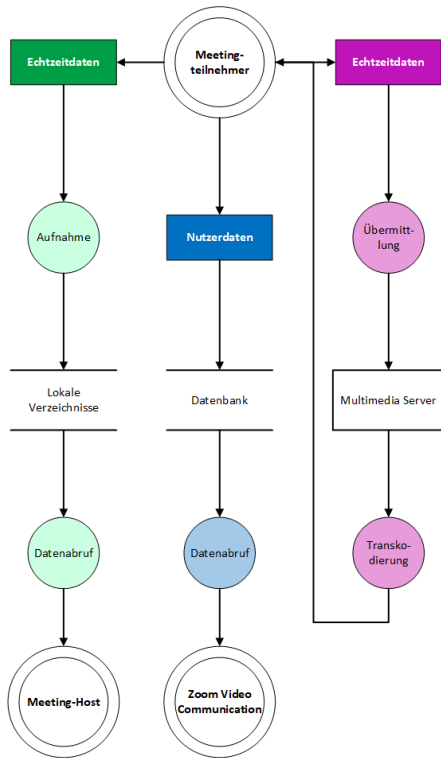 Echtzeitdaten
Meeting-
teilnehmer
Echtzeitdaten
Aufnahme
Nutzerdaten
Übermitt-
lung
Lokale
Verzeichnisse
Datenbank
Multimedia Server
Datenabruf
Datenabruf
Transko-
dierung
Meeting-Host
Zoom Video
Communication